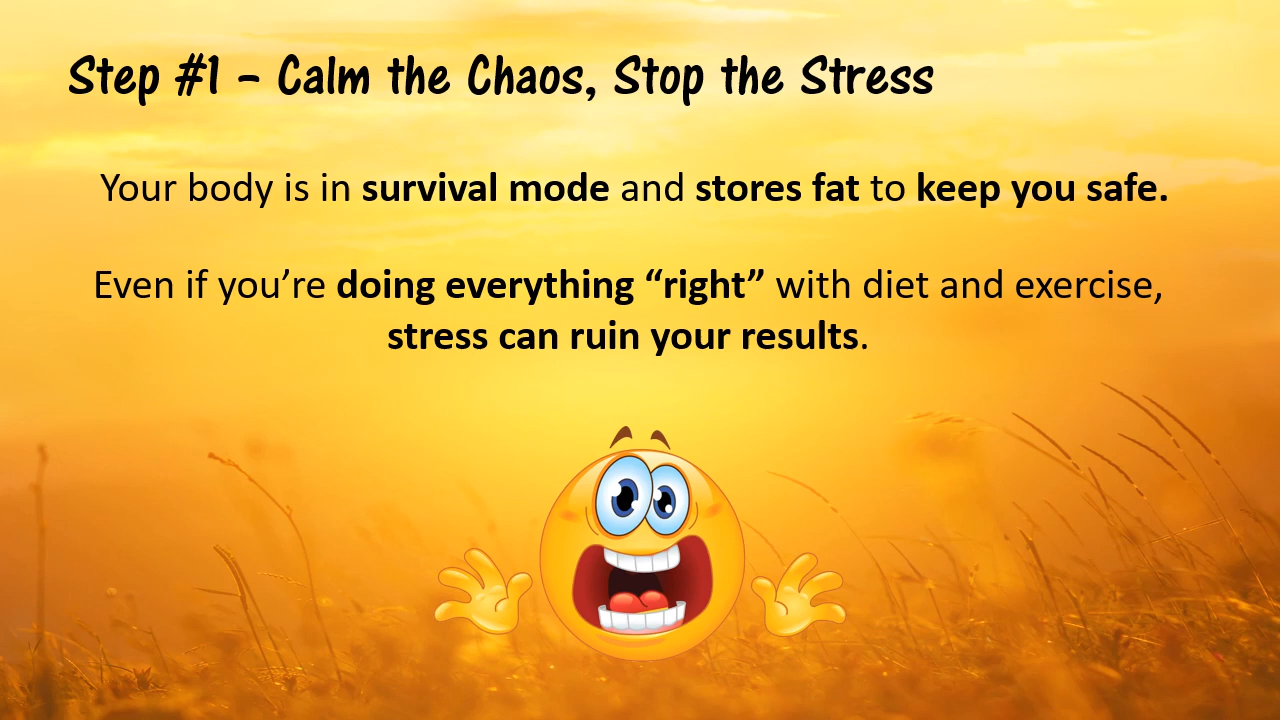 Step #1 – Calm the Chaos, Stop the Stress
Your body is in survival mode and stores fat to keep you safe.
Even if you’re doing everything “right” with diet and exercise,
stress can ruin your results.